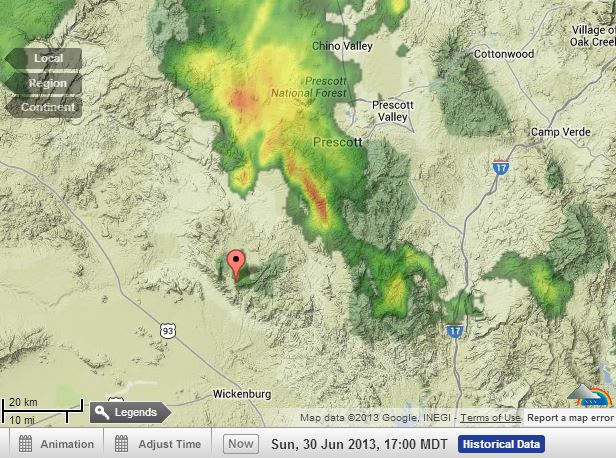 Village of
Oak Creek
Chino Valley
Cottonwood
Local
Region
Continent
Prescott
National Forest
Prescott
Valley
Camp Verde
Prescott
17
93
17
20 km
10 mi
Wickenburg
Legends
Map data ©2013 Google, INEGI - Terms of Use Report a map error
Animation
Adjust Time
Now
Sun, 30 Jun 2013, 17:00 MDT
Historical Data